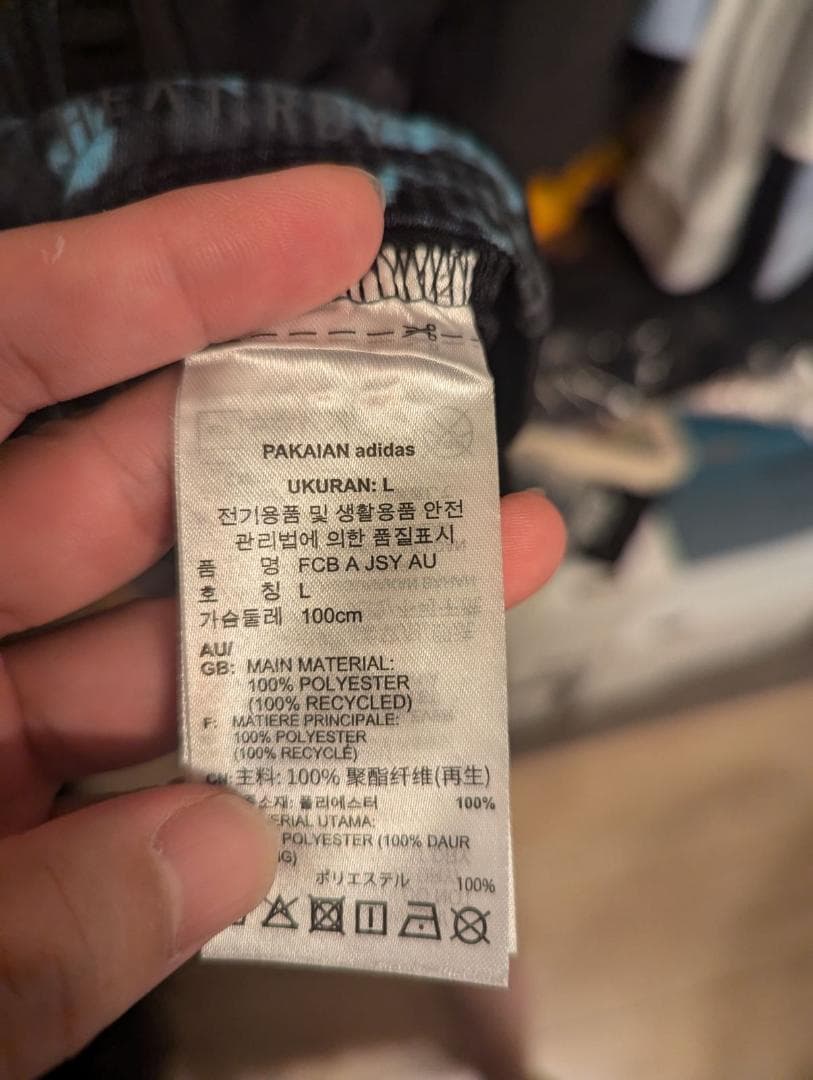 HEAT.RDY
PAKAIAN adidas
UKURAN: L
전기용품 및 생활용품 안전
관리법에 의한 품질표시
품 명 FCB A JSY AU
호 칭 L
가슴둘레 100cm
AU/
GB: MAIN MATERIAL:
100% POLYESTER
(100% RECYCLED)
F: MATIERE PRINCIPALE:
100% POLYESTER
(100% RECYCLÉ)
CN: 主料: 100% 聚酯纤维(再生)
폴리에스터 100%
UTAMA:
POLYESTER (100% DAUR
ポリエステル 100%